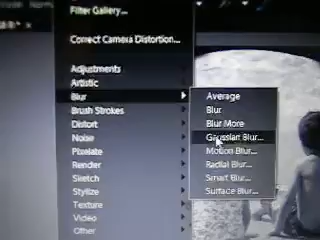 Filter Gallery...
Correct Camera Distortion...
Adjustments
Artistic
Blur
Brush Strokes
Distort
Noise
Pixelate
Render
Sketch
Stylize
Texture
Video
Other
Average
Blur
Blur More
Gaussian Blur...
Motion Blur...
Radial Blur...
Smart Blur...
Surface Blur...